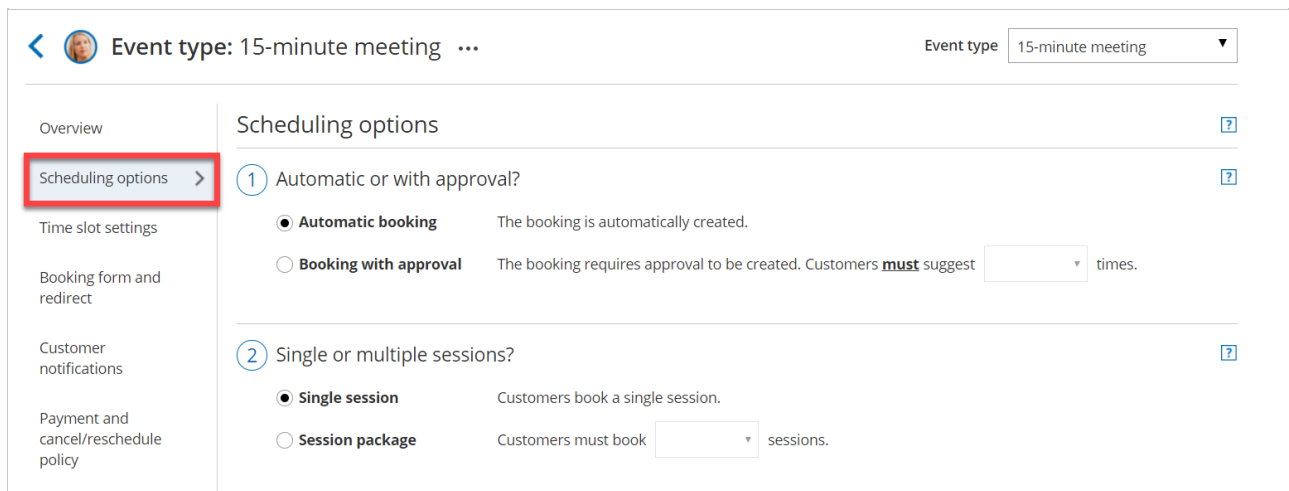 Event type: 15-minute meeting ...
Event type 15-minute meeting
Overview
Scheduling options
Time slot settings
Booking form and
redirect
Customer
notifications
Payment and
cancel/reschedule
policy
Scheduling options ?
1 Automatic or with approval? ?
Automatic booking The booking is automatically created.
Booking with approval The booking requires approval to be created. Customers must suggest times.
2 Single or multiple sessions? ?
Single session Customers book a single session.
Session package Customers must book sessions.